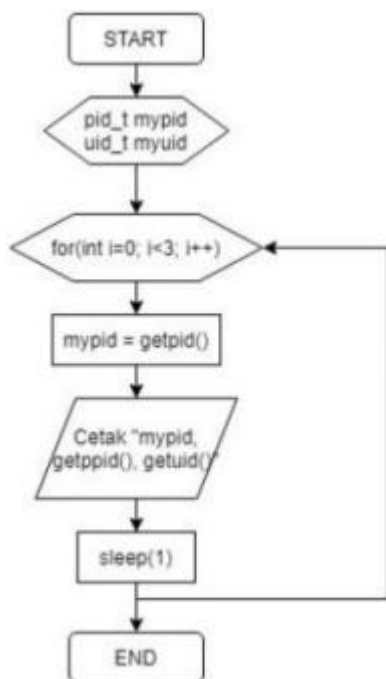 START
pid_t mypid
uid_t myuid
for(int i=0; i<3; i++)
mypid = getpid()
Cetak "mypid,
getppid(), getuid()"
sleep(1)
END